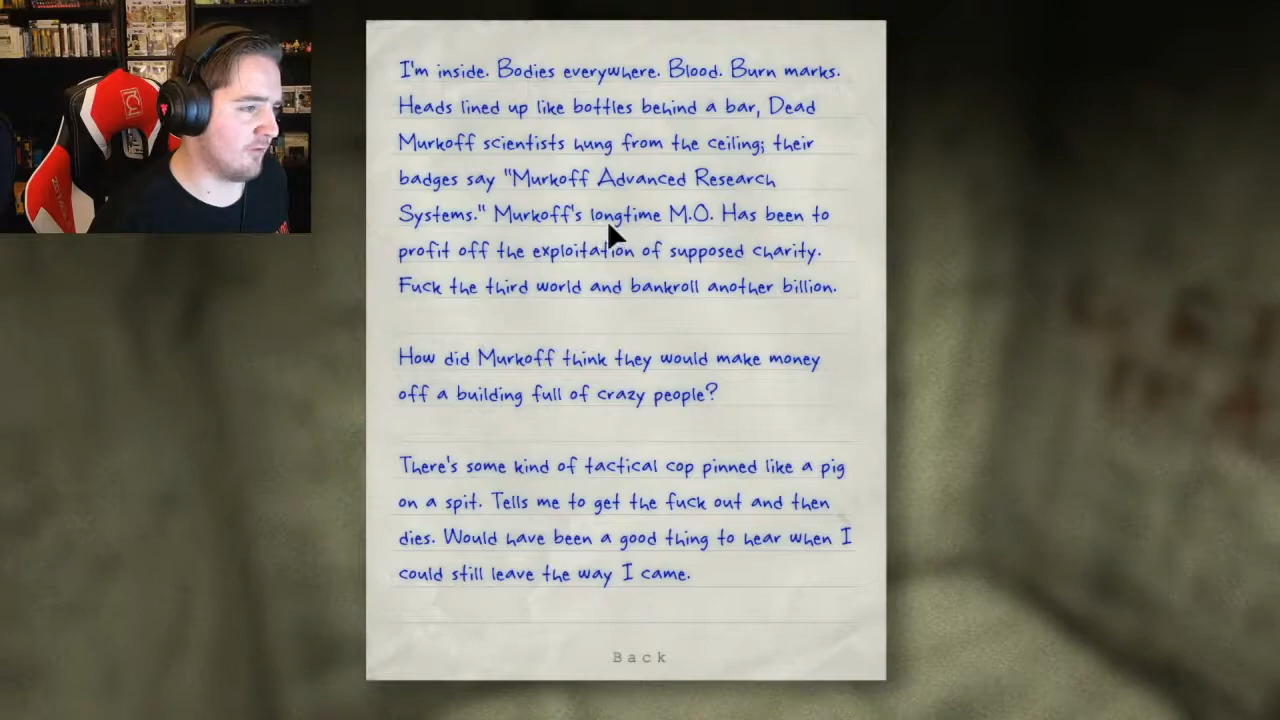 I'm inside. Bodies everywhere. Blood. Burn marks.
Heads lined up like bottles behind a bar, Dead
Murkoff scientists hung from the ceiling; their
badges say "Murkoff Advanced Research
Systems." Murkoff's longtime M.O. Has been to
profit off the exploitation of supposed charity.
Fuck the third world and bankroll another billion.
How did Murkoff think they would make money
off a building full of crazy people?
There's some kind of tactical cop pinned like a pig
on a spit. Tells me to get the fuck out and then
dies. Would have been a good thing to hear when I
could still leave the way I came.
Back